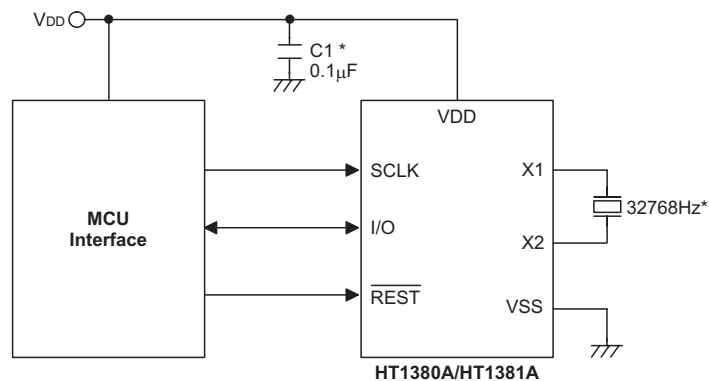 VDD
C1 *
0.1μF
VDD
MCU
Interface
SCLK
I/O
REST
X1
X2
VSS
32768Hz*
HT1380A/HT1381A